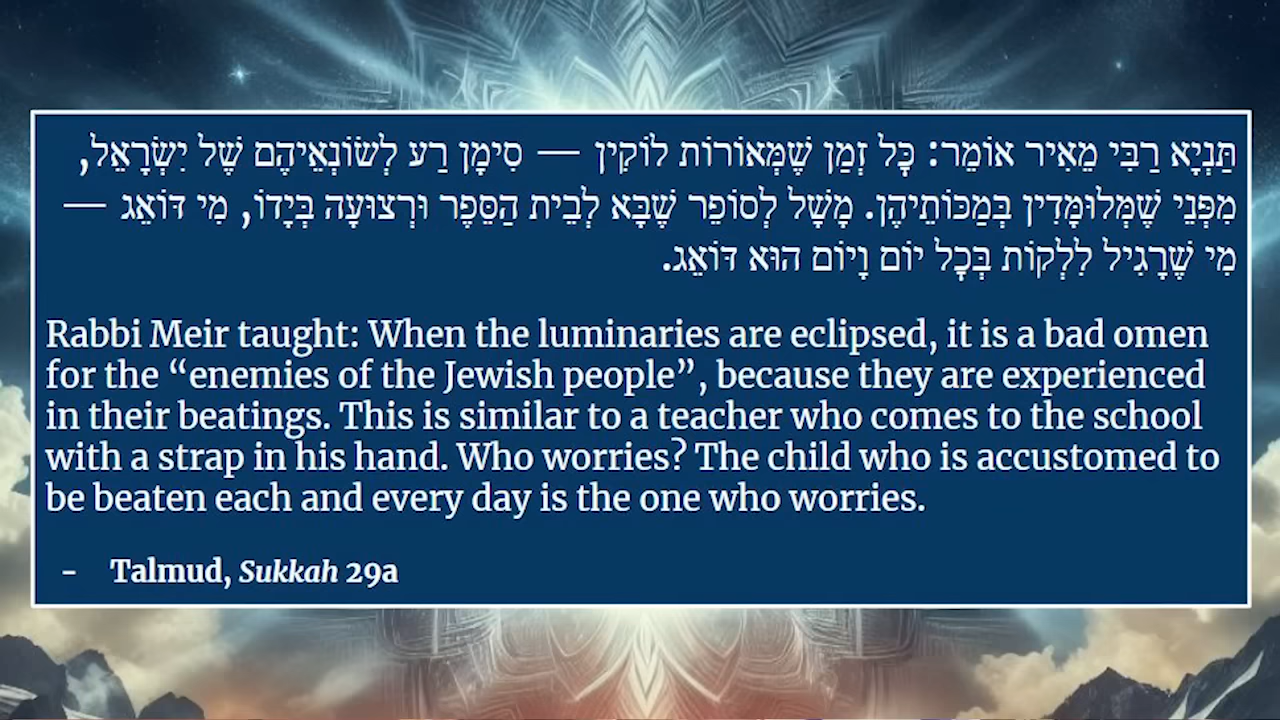 תַּנְיָא רַבִּי מֵאִיר אוֹמֵר: כׇּל זְמַן שֶׁמְּאוֹרוֹת לוֹקִין — סִימָן רַע לְשׂוֹנְאֵיהֶם שֶׁל יִשְׂרָאֵל,
מִפְּנֵי שֶׁמְּלוּמָּדִין בְּמַכּוֹתֵיהֶן. מָשָׁל לְסוֹפֵר שֶׁבָּא לְבֵית הַסֵּפֶר וּרְצוּעָה בְּיָדוֹ, מִי דּוֹאֵג —
מִי שֶׁרָגִיל לִלְקוֹת בְּכׇל יוֹם וָיוֹם הוּא דּוֹאֵג.
Rabbi Meir taught: When the luminaries are eclipsed, it is a bad omen
for the “enemies of the Jewish people”, because they are experienced
in their beatings. This is similar to a teacher who comes to the school
with a strap in his hand. Who worries? The child who is accustomed to
be beaten each and every day is the one who worries.
- Talmud, Sukkah 29a